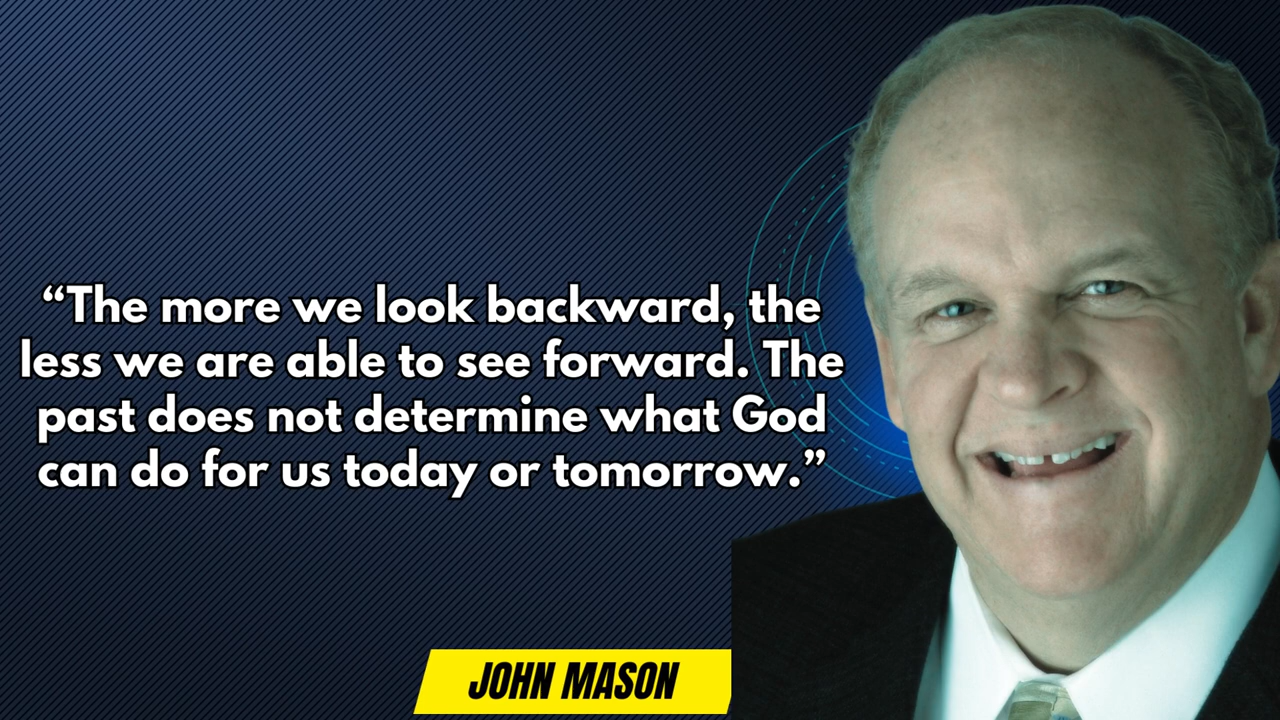 “The more we look backward, the
less we are able to see forward. The
past does not determine what God
can do for us today or tomorrow.”
JOHN MASON